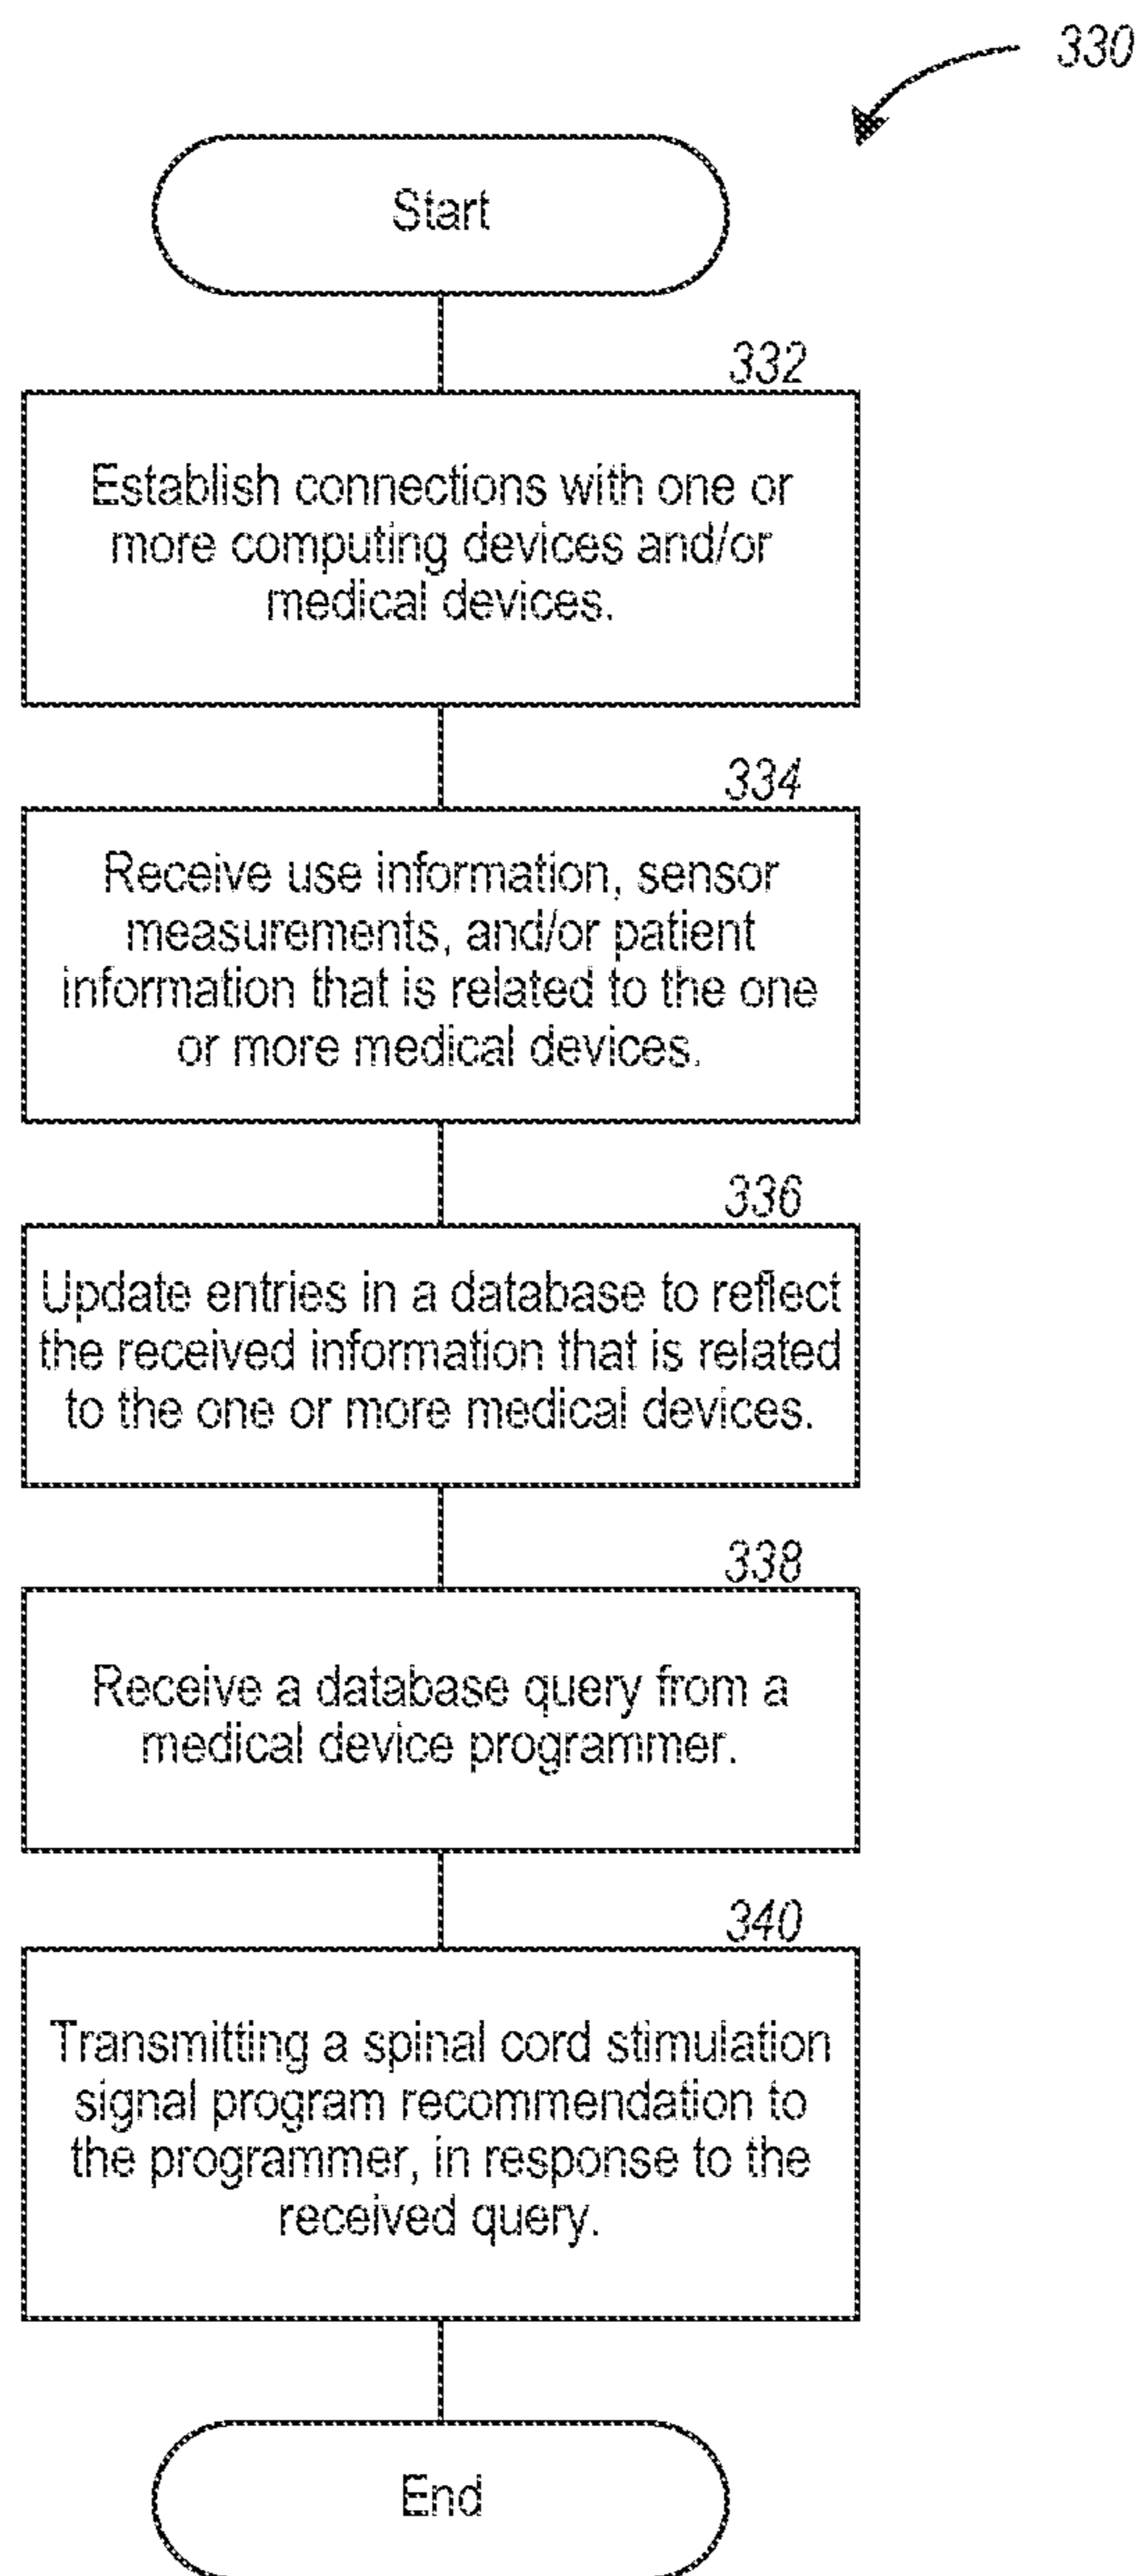 330
Start
332
Establish connections with one or
more computing devices and/or
medical devices.
334
Receive use information, sensor
measurements, and/or patient
information that is related to the one
or more medical devices.
336
Update entries in a database to reflect
the received information that is related
to the one or more medical devices.
338
Receive a database query from a
medical device programmer.
340
Transmitting a spinal cord stimulation
signal program recommendation to
the programmer, in response to the
received query.
End